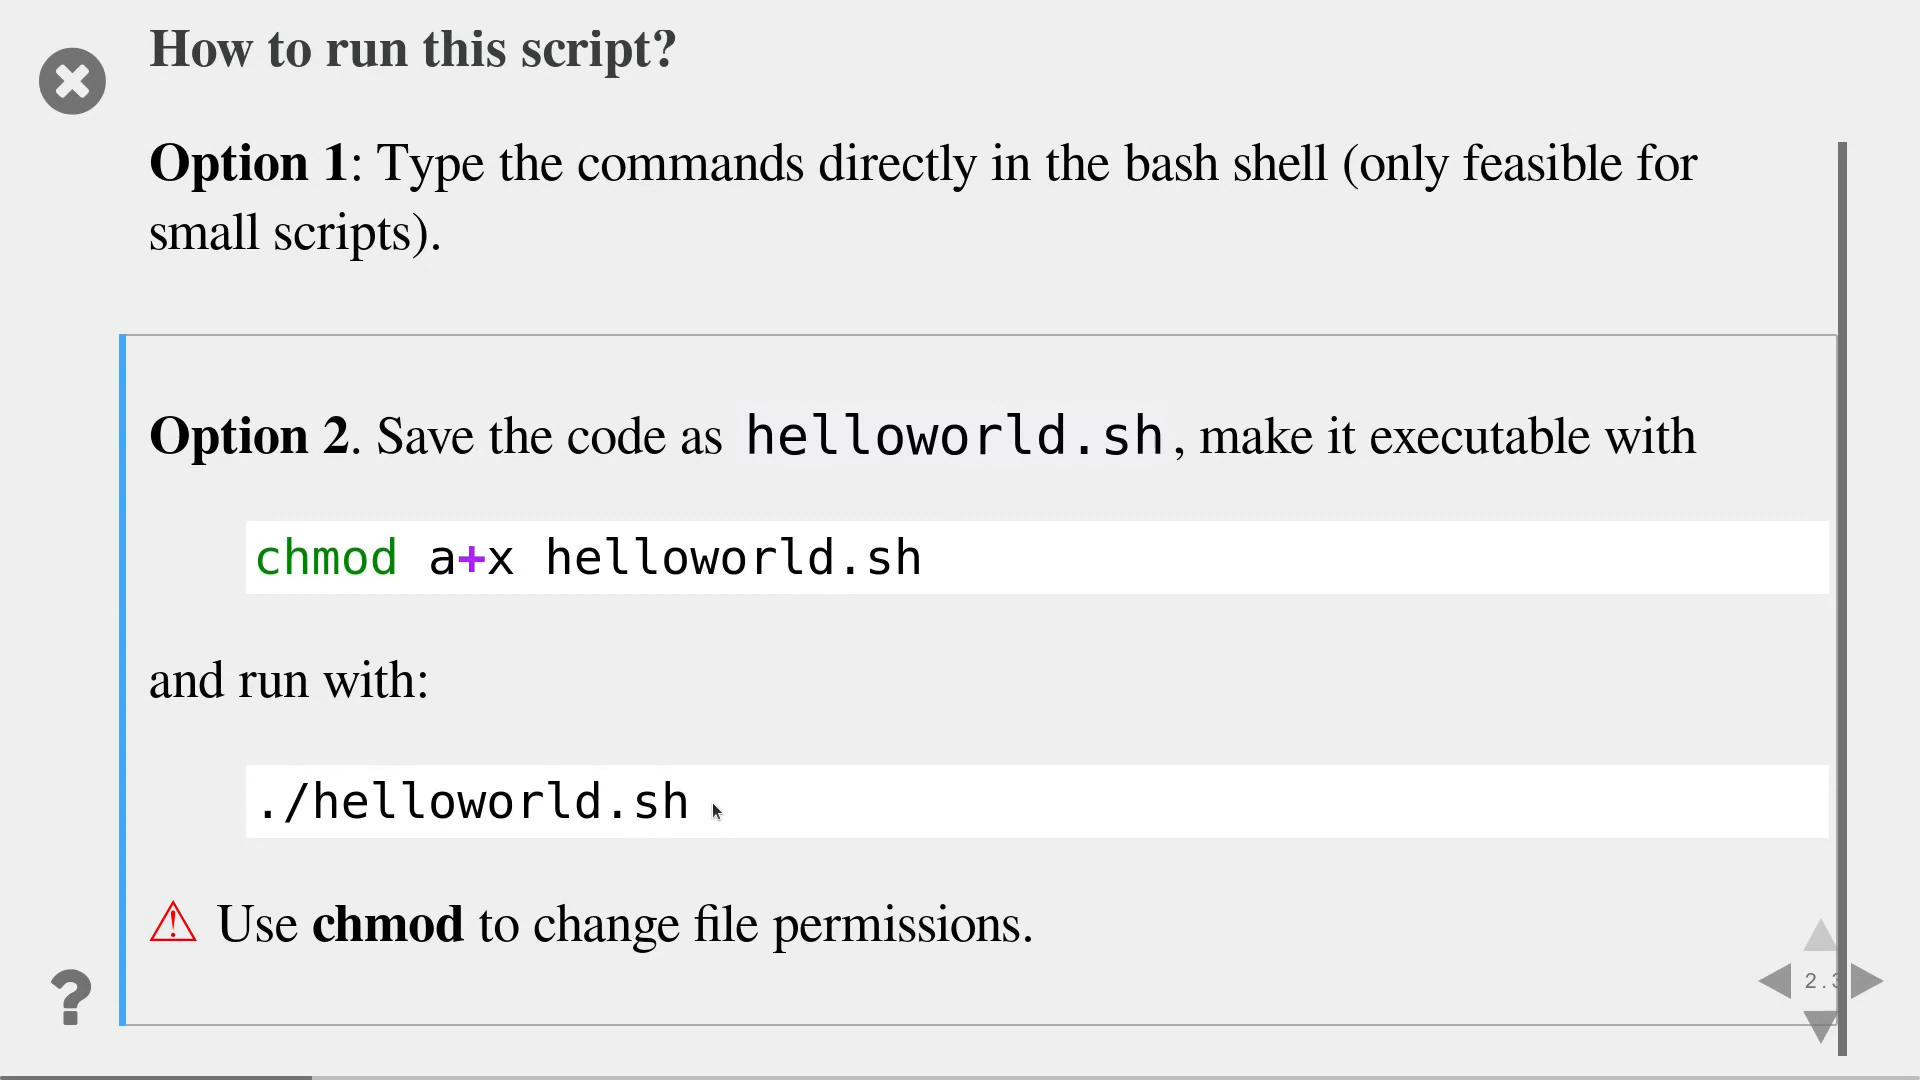 How to run this script?
Option 1: Type the commands directly in the bash shell (only feasible for
small scripts).
Option 2. Save the code as helloworld.sh, make it executable with
chmod a+x helloworld.sh
and run with:
./helloworld.sh
⚠ Use chmod to change file permissions.
2.3